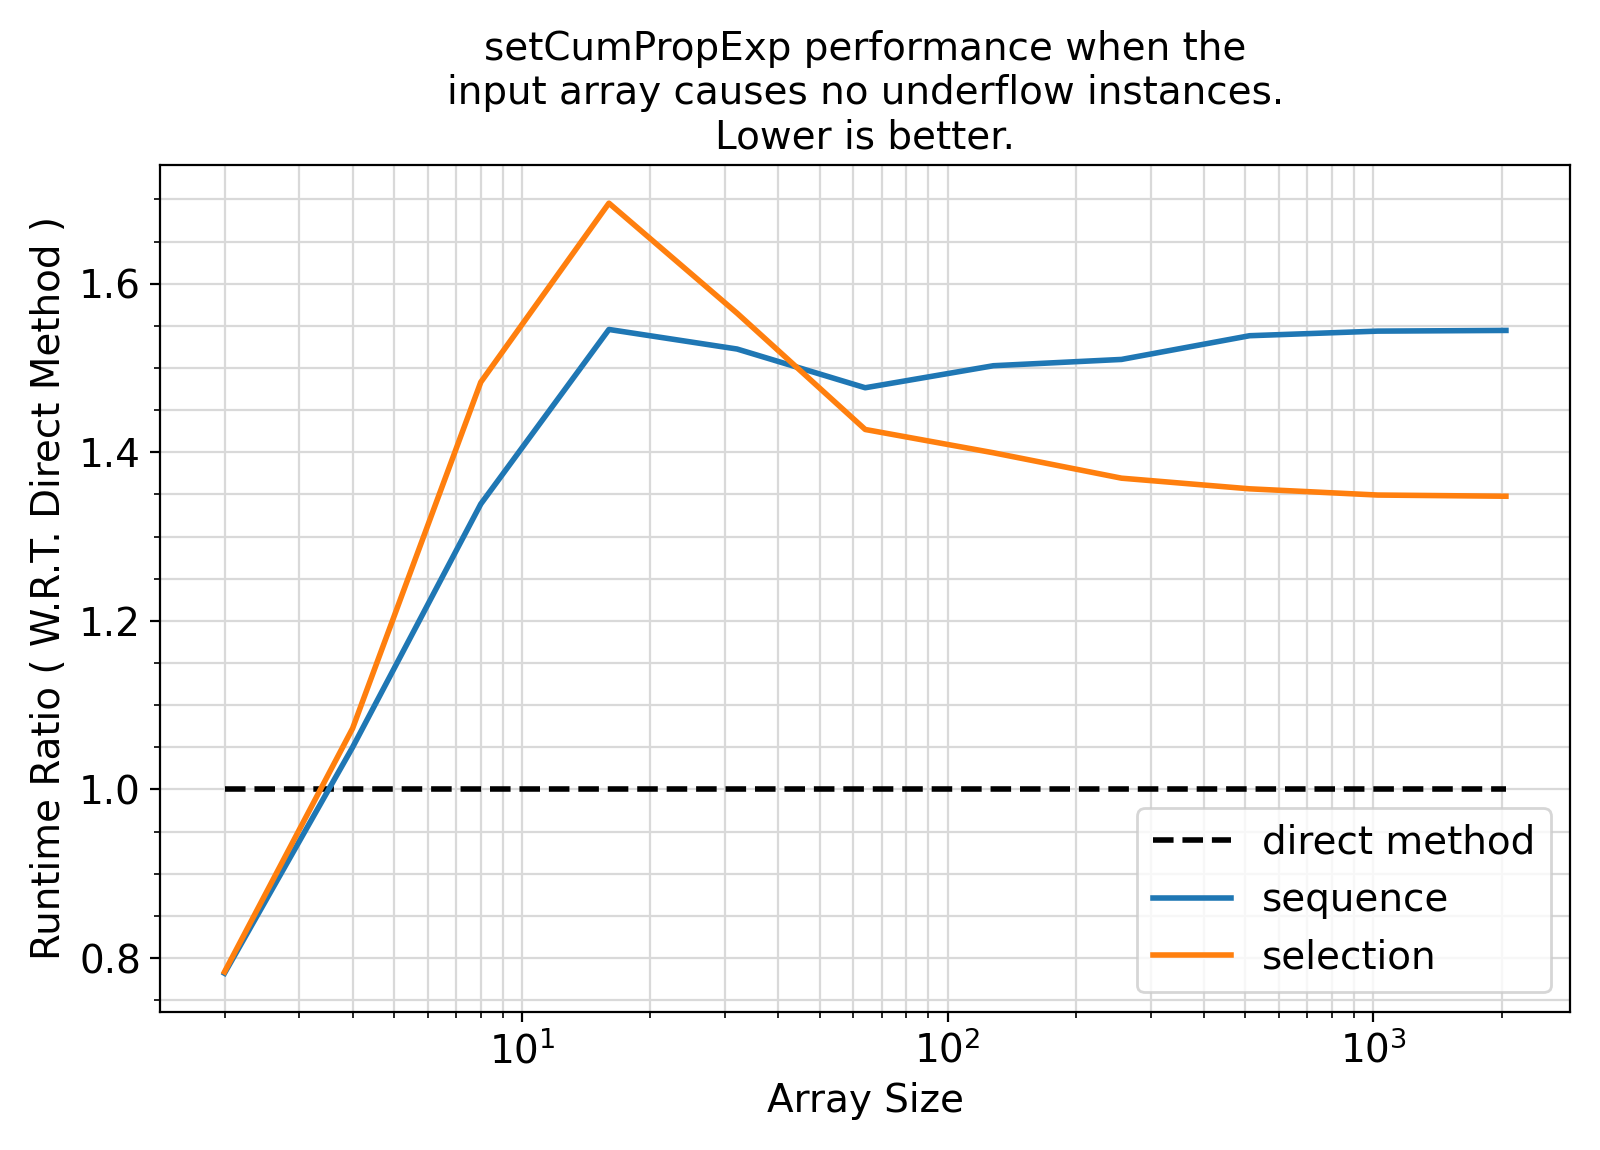 setCumPropExp performance when the
input array causes no underflow instances.
Lower is better.
Runtime Ratio ( W.R.T. Direct Method )
1.6
1.4
1.2
1.0
0.8
direct method
sequence
selection
10¹
10²
10³
Array Size